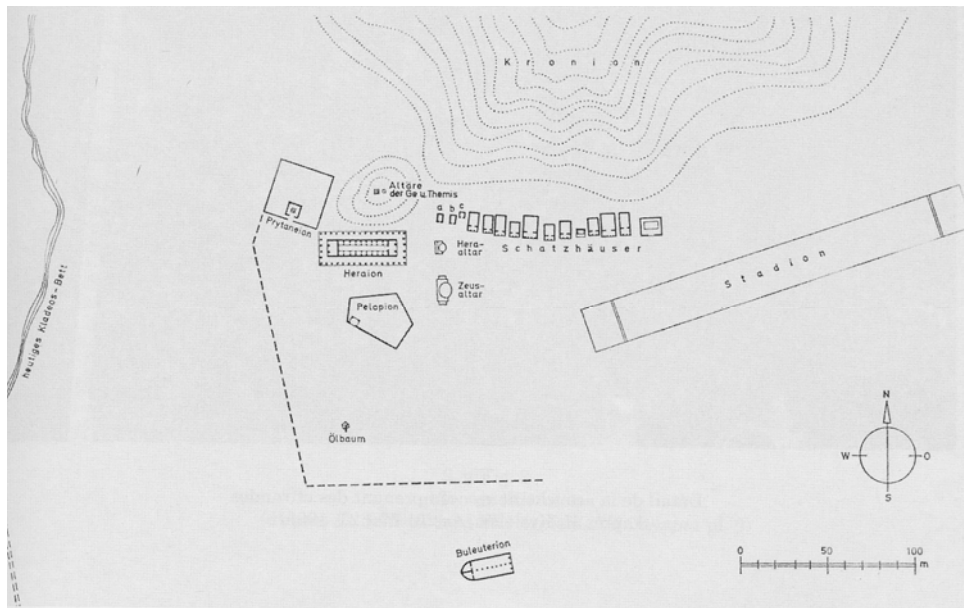 Kronion
Altäre
der Ge u. Themis
a b c
Prytaneion
Schatzhäuser
Hera-
altar
Heraion
Stadion
Zeus-
altar
Pelopion
heutiges Kladeos-Bett
N
W O
S
Ölbaum
Buleuterion
0 50 100
m